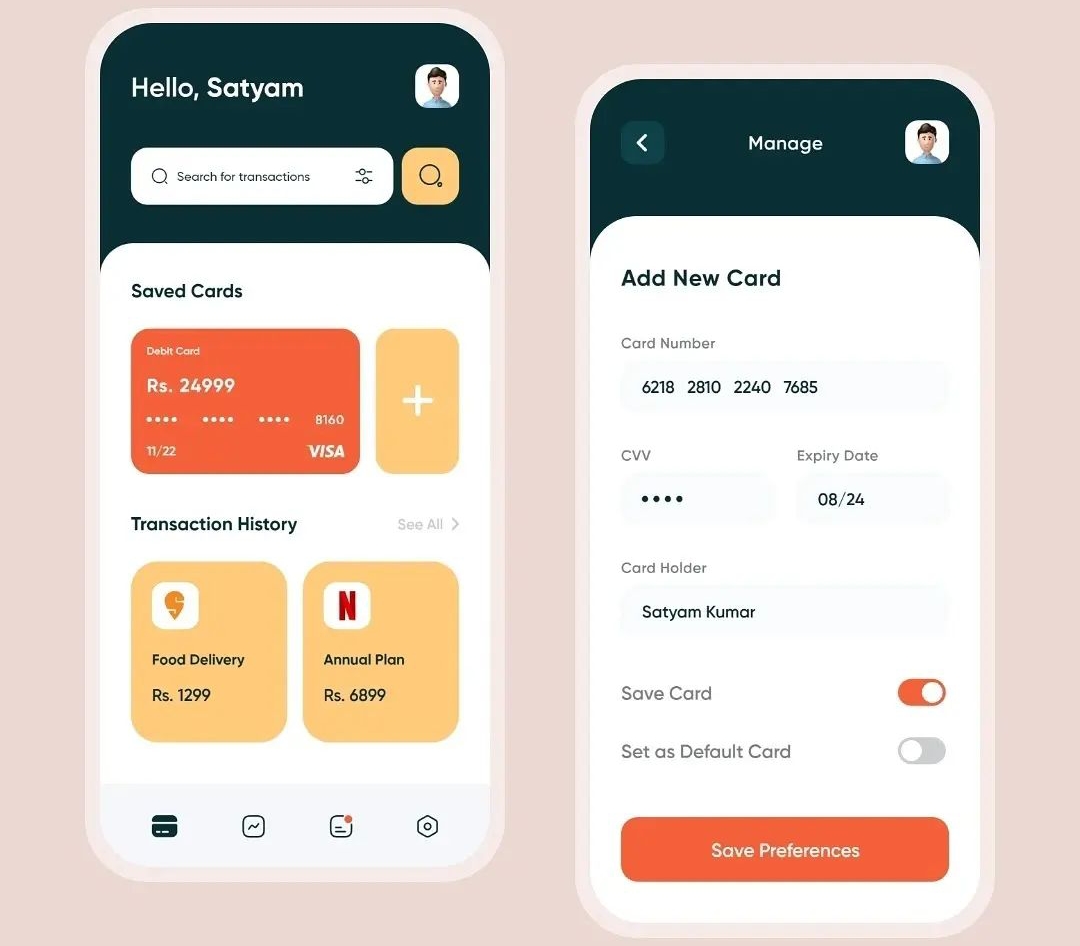 Hello, Satyam
Search for transactions
Saved Cards
Debit Card
Rs. 24999
•••• •••• •••• 8160
11/22 VISA
Transaction History See All
N
Food Delivery Annual Plan
Rs. 1299 Rs. 6899
Manage
Add New Card
Card Number
6218 2810 2240 7685
CVV Expiry Date
•••• 08/24
Card Holder
Satyam Kumar
Save Card
Set as Default Card
Save Preferences